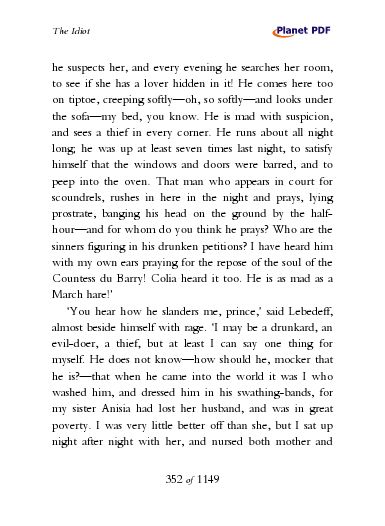 The Idiot
Planet PDF
he suspects her, and every evening he searches her room,
to see if she has a lover hidden in it! He comes here too
on tiptoe, creeping softly—oh, so softly—and looks under
the sofa—my bed, you know. He is mad with suspicion,
and sees a thief in every corner. He runs about all night
long; he was up at least seven times last night, to satisfy
himself that the windows and doors were barred, and to
peep into the oven. That man who appears in court for
scoundrels, rushes in here in the night and prays, lying
prostrate, banging his head on the ground by the half-
hour—and for whom do you think he prays? Who are the
sinners figuring in his drunken petitions? I have heard him
with my own ears praying for the repose of the soul of the
Countess du Barry! Colia heard it too. He is as mad as a
March hare!’
‘You hear how he slanders me, prince,’ said Lebedeff,
almost beside himself with rage. ‘I may be a drunkard, an
evil-doer, a thief, but at least I can say one thing for
myself. He does not know—how should he, mocker that
he is?—that when he came into the world it was I who
washed him, and dressed him in his swathing-bands, for
my sister Anisia had lost her husband, and was in great
poverty. I was very little better off than she, but I sat up
night after night with her, and nursed both mother and
352 of 1149